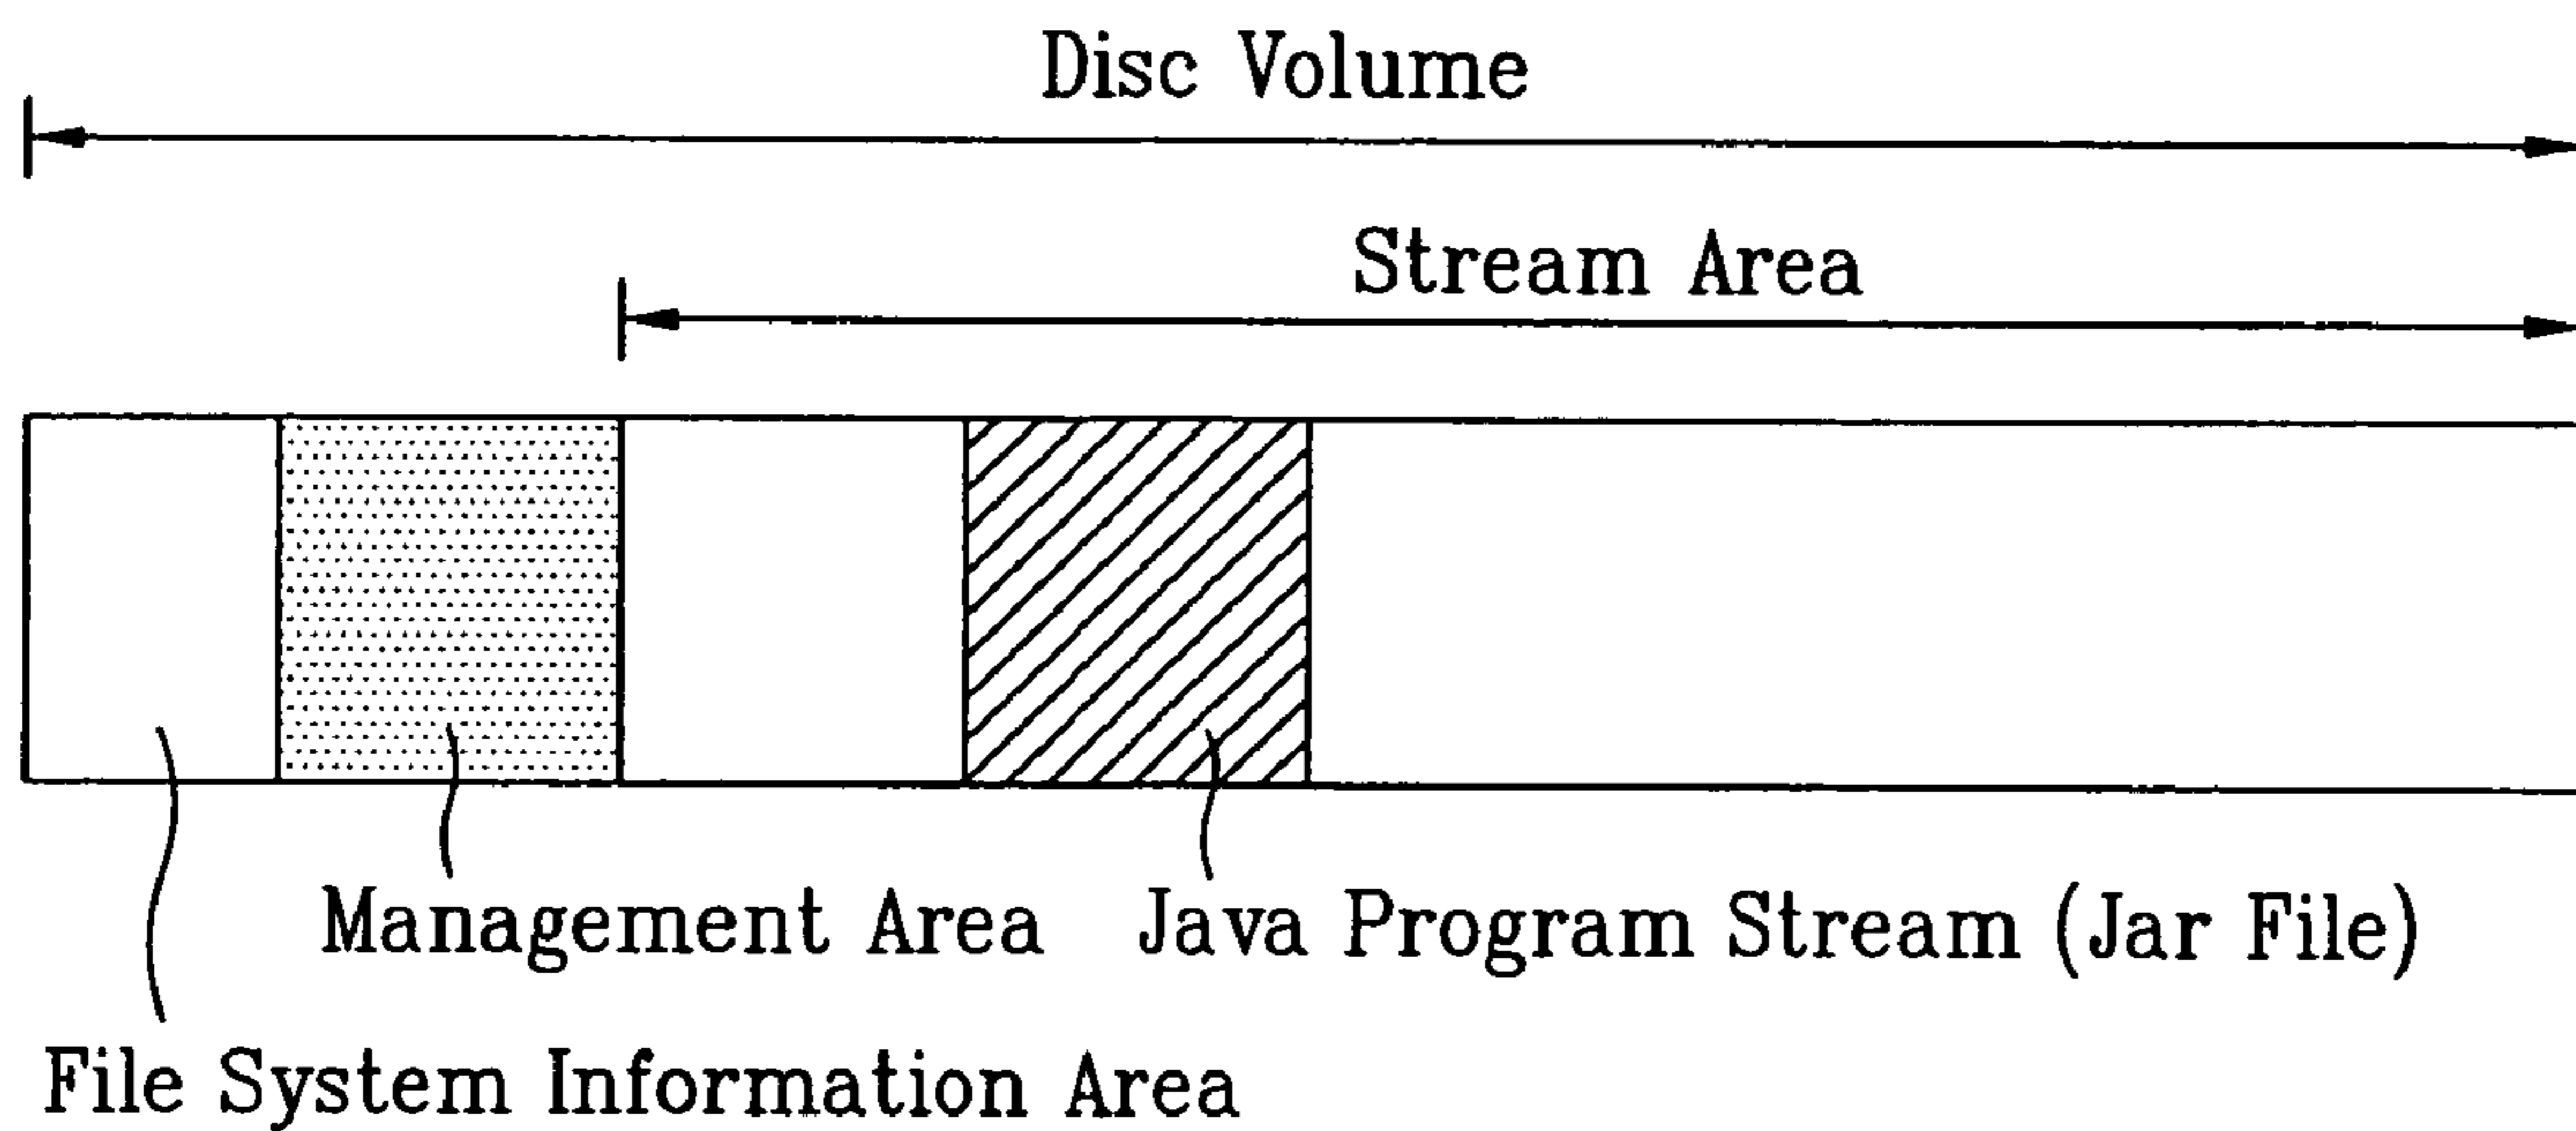 Disc Volume
Stream Area
Management Area
Java Program Stream (Jar File)
File System Information Area